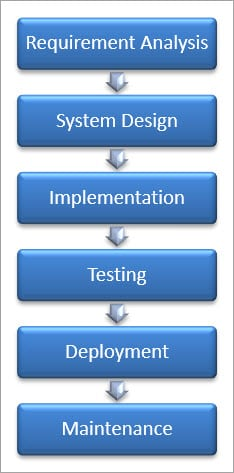 Requirement Analysis
System Design
Implementation
Testing
Deployment
Maintenance